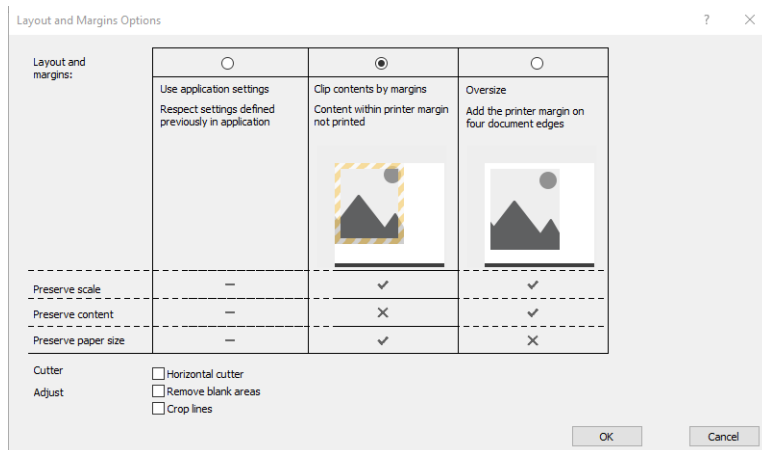 Layout and Margins Options
?
Layout and
margins:
Use application settings
Respect settings defined
previously in application
Clip contents by margins
Content within printer margin
not printed
Oversize
Add the printer margin on
four document edges
Preserve scale
Preserve content
Preserve paper size
Cutter
Horizontal cutter
Adjust
Remove blank areas
Crop lines
OK
Cancel